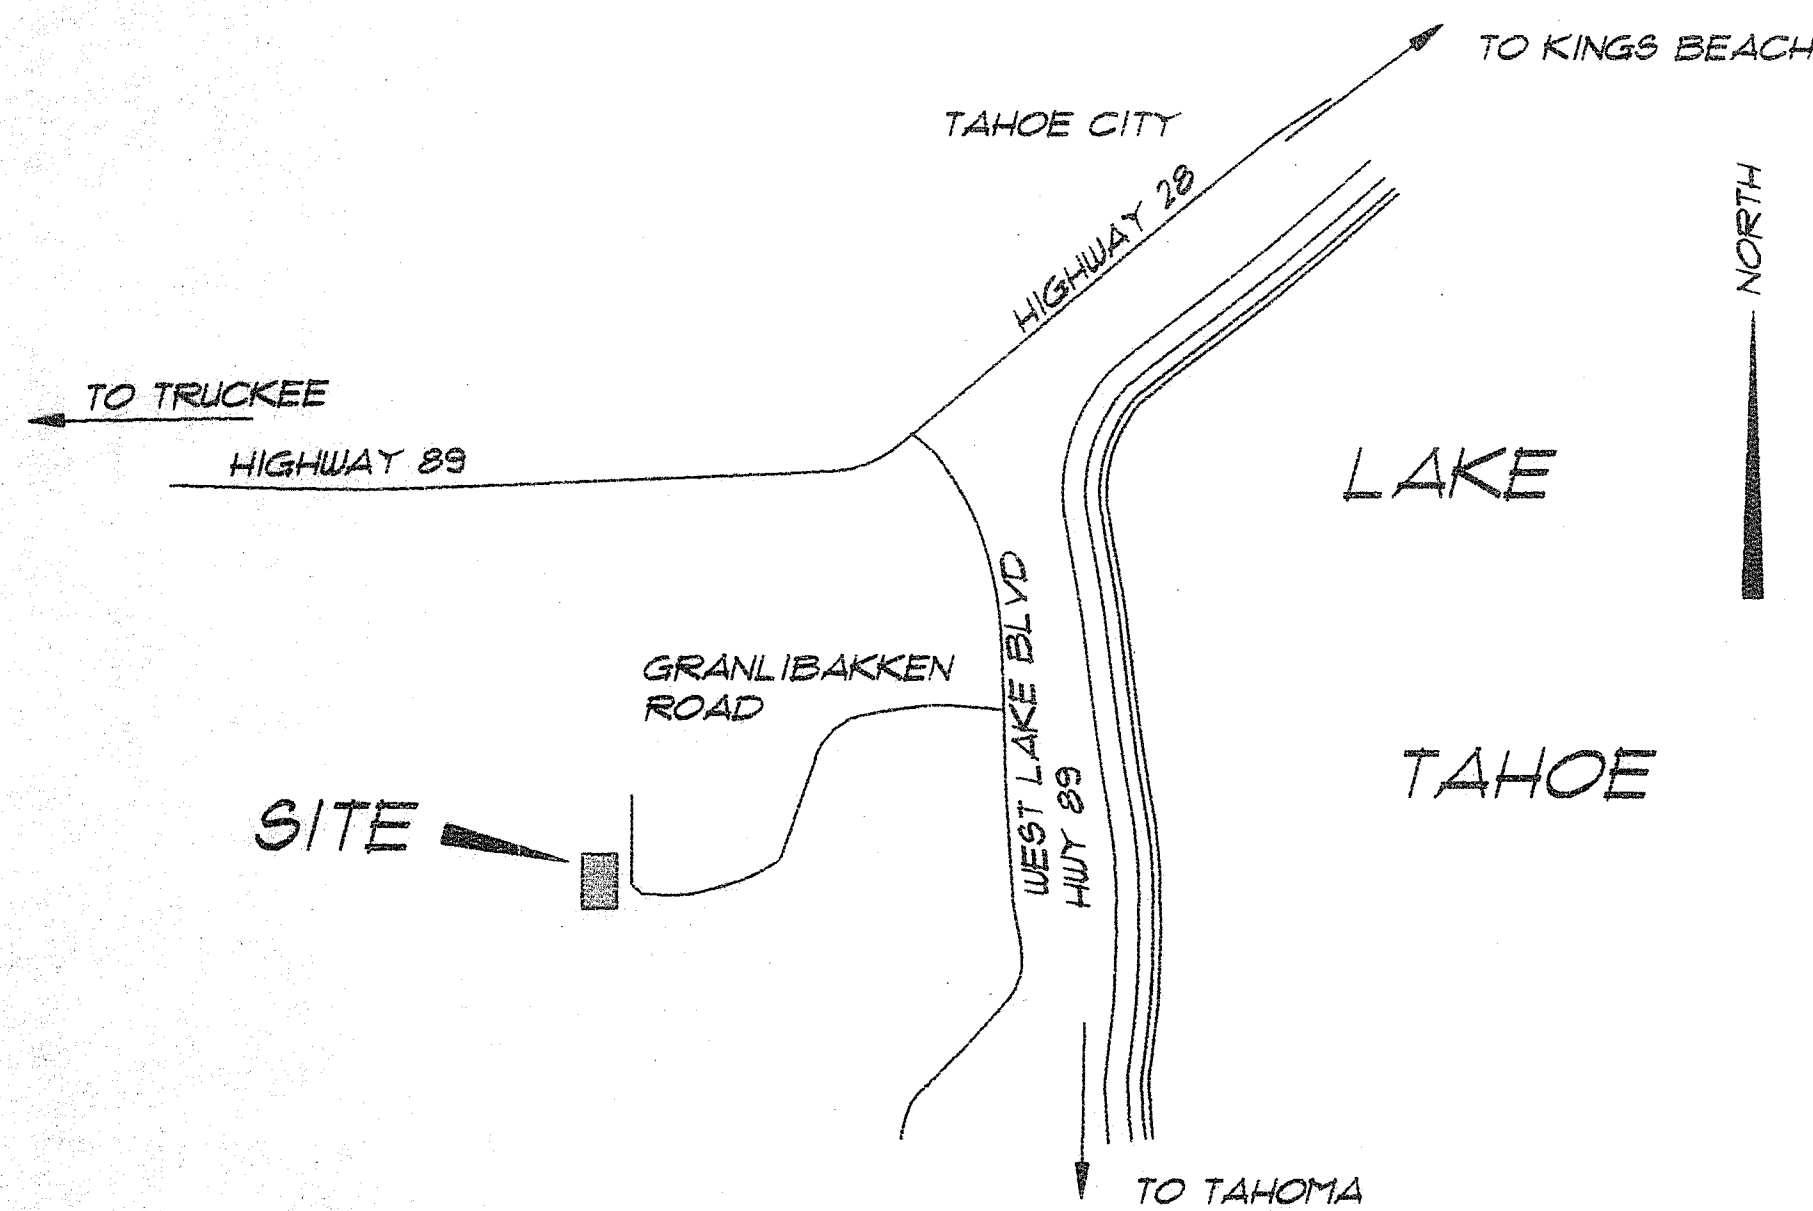 TO KINGS BEACH
TAHOE CITY
HIGHWAY 28
NORTH
TO TRUCKEE
HIGHWAY 89
LAKE
WEST LAKE BLVD
HWY 89
GRANLIBAKKEN
ROAD
TAHOE
SITE
TO TAHOMA